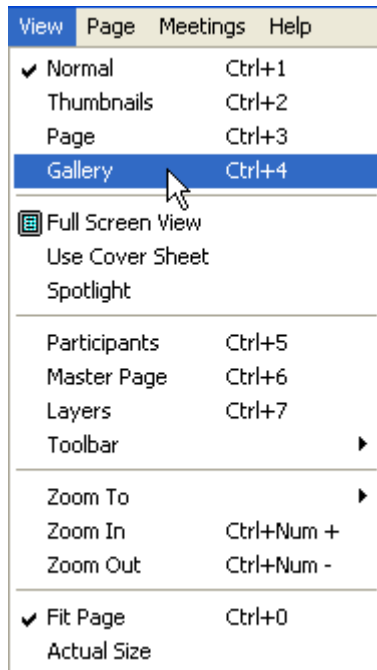 View Page Meetings Help
Normal Ctrl+1
Thumbnails Ctrl+2
Page Ctrl+3
Gallery Ctrl+4
Full Screen View
Use Cover Sheet
Spotlight
Participants Ctrl+5
Master Page Ctrl+6
Layers Ctrl+7
Toolbar
Zoom To
Zoom In Ctrl+Num +
Zoom Out Ctrl+Num -
Fit Page Ctrl+0
Actual Size